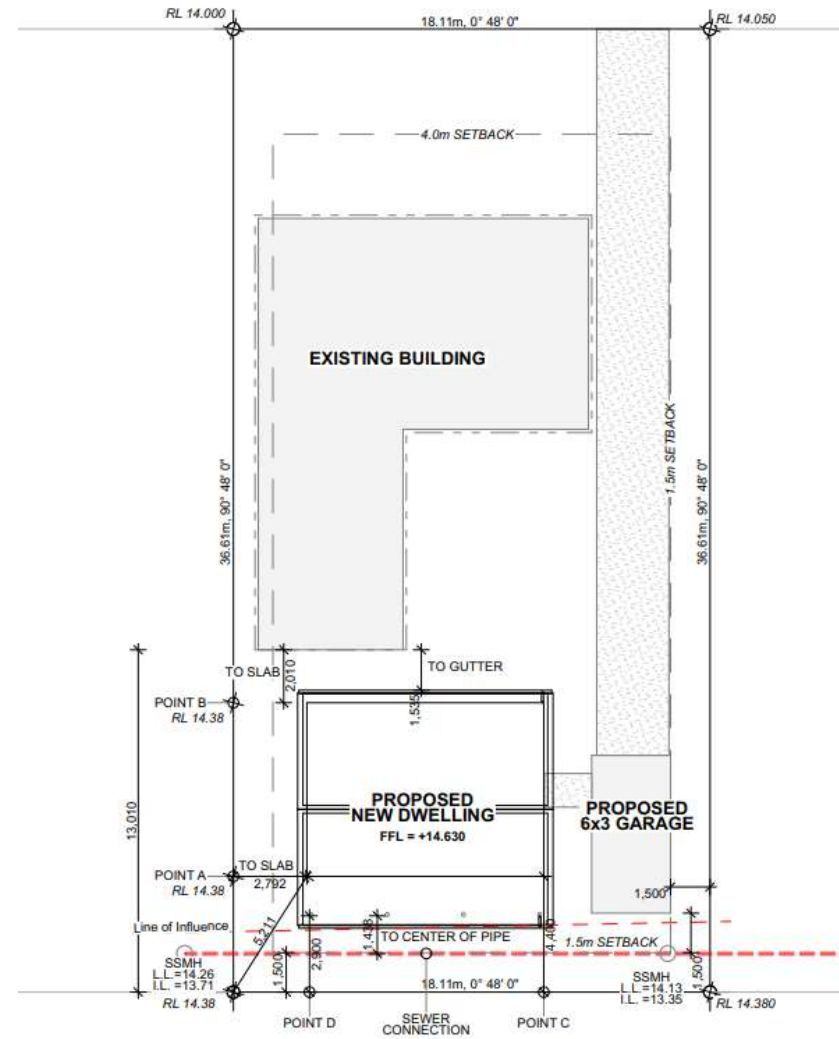 RL 14.000
18.11m, 0° 48' 0"
RL 14.050
4.0m SETBACK
EXISTING BUILDING
1.5m SETBACK
36.61m, 90° 48' 0"
36.61m, 90° 48' 0"
TO SLAB
2,010
TO GUTTER
1,535
POINT B
RL 14.38
13,010
PROPOSED
NEW DWELLING
FFL = +14.630
PROPOSED
6x3 GARAGE
POINT A
RL 14.38
TO SLAB
2,792
1,500
Line of Influence
5,211
1,438
TO CENTER OF PIPE
4,400
1.5m SETBACK
1,500
2,900
1,500
SSMH
L.L.=14.26
I.L.=13.71
RL 14.38
18.11m, 0° 48' 0"
SSMH
L.L.=14.13
I.L. =13.35
RL 14.380
POINT D
SEWER
CONNECTION
POINT C